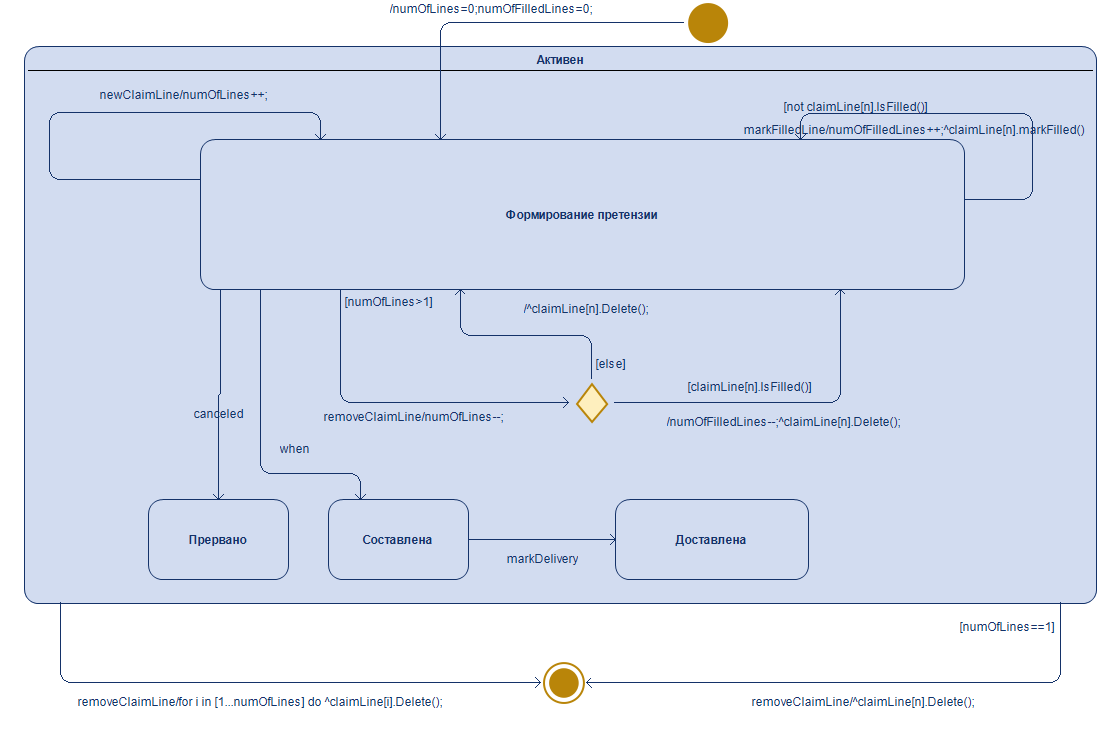 /numOfLines=0;numOfFilledLines=0;
Активен
newClaimLine/numOfLines++;
[not claimLine[n].IsFilled()]
markFilledLine/numOfFilledLines++;^claimLine[n].markFilled()
Формирование претензии
[numOfLines>1]
/^claimLine[n].Delete();
[else]
[claimLine[n].IsFilled()]
removeClaimLine/numOfLines--;
/numOfFilledLines--;^claimLine[n].Delete();
canceled
when
Прервано
Составлена
Доставлена
markDelivery
[numOfLines==1]
removeClaimLine/for i in [1...numOfLines] do ^claimLine[i].Delete();
removeClaimLine/^claimLine[n].Delete();